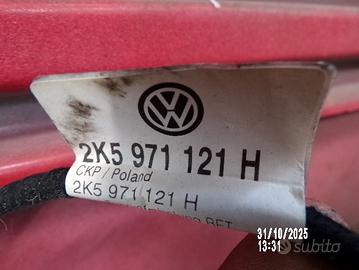 2K5 971 121 H
CKP / Poland
2K5 971 121 H
31/10/2025
13:31
subito